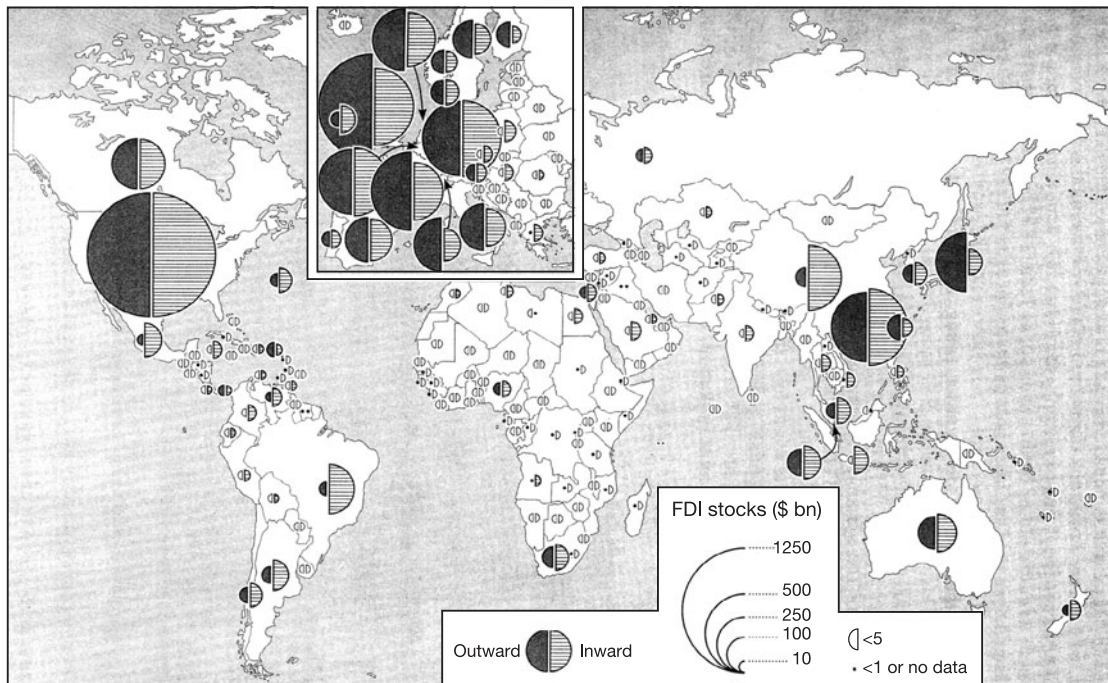 FDI stocks ($ bn)
1250
500
250
100
10
Outward
Inward
<5
<1 or no data